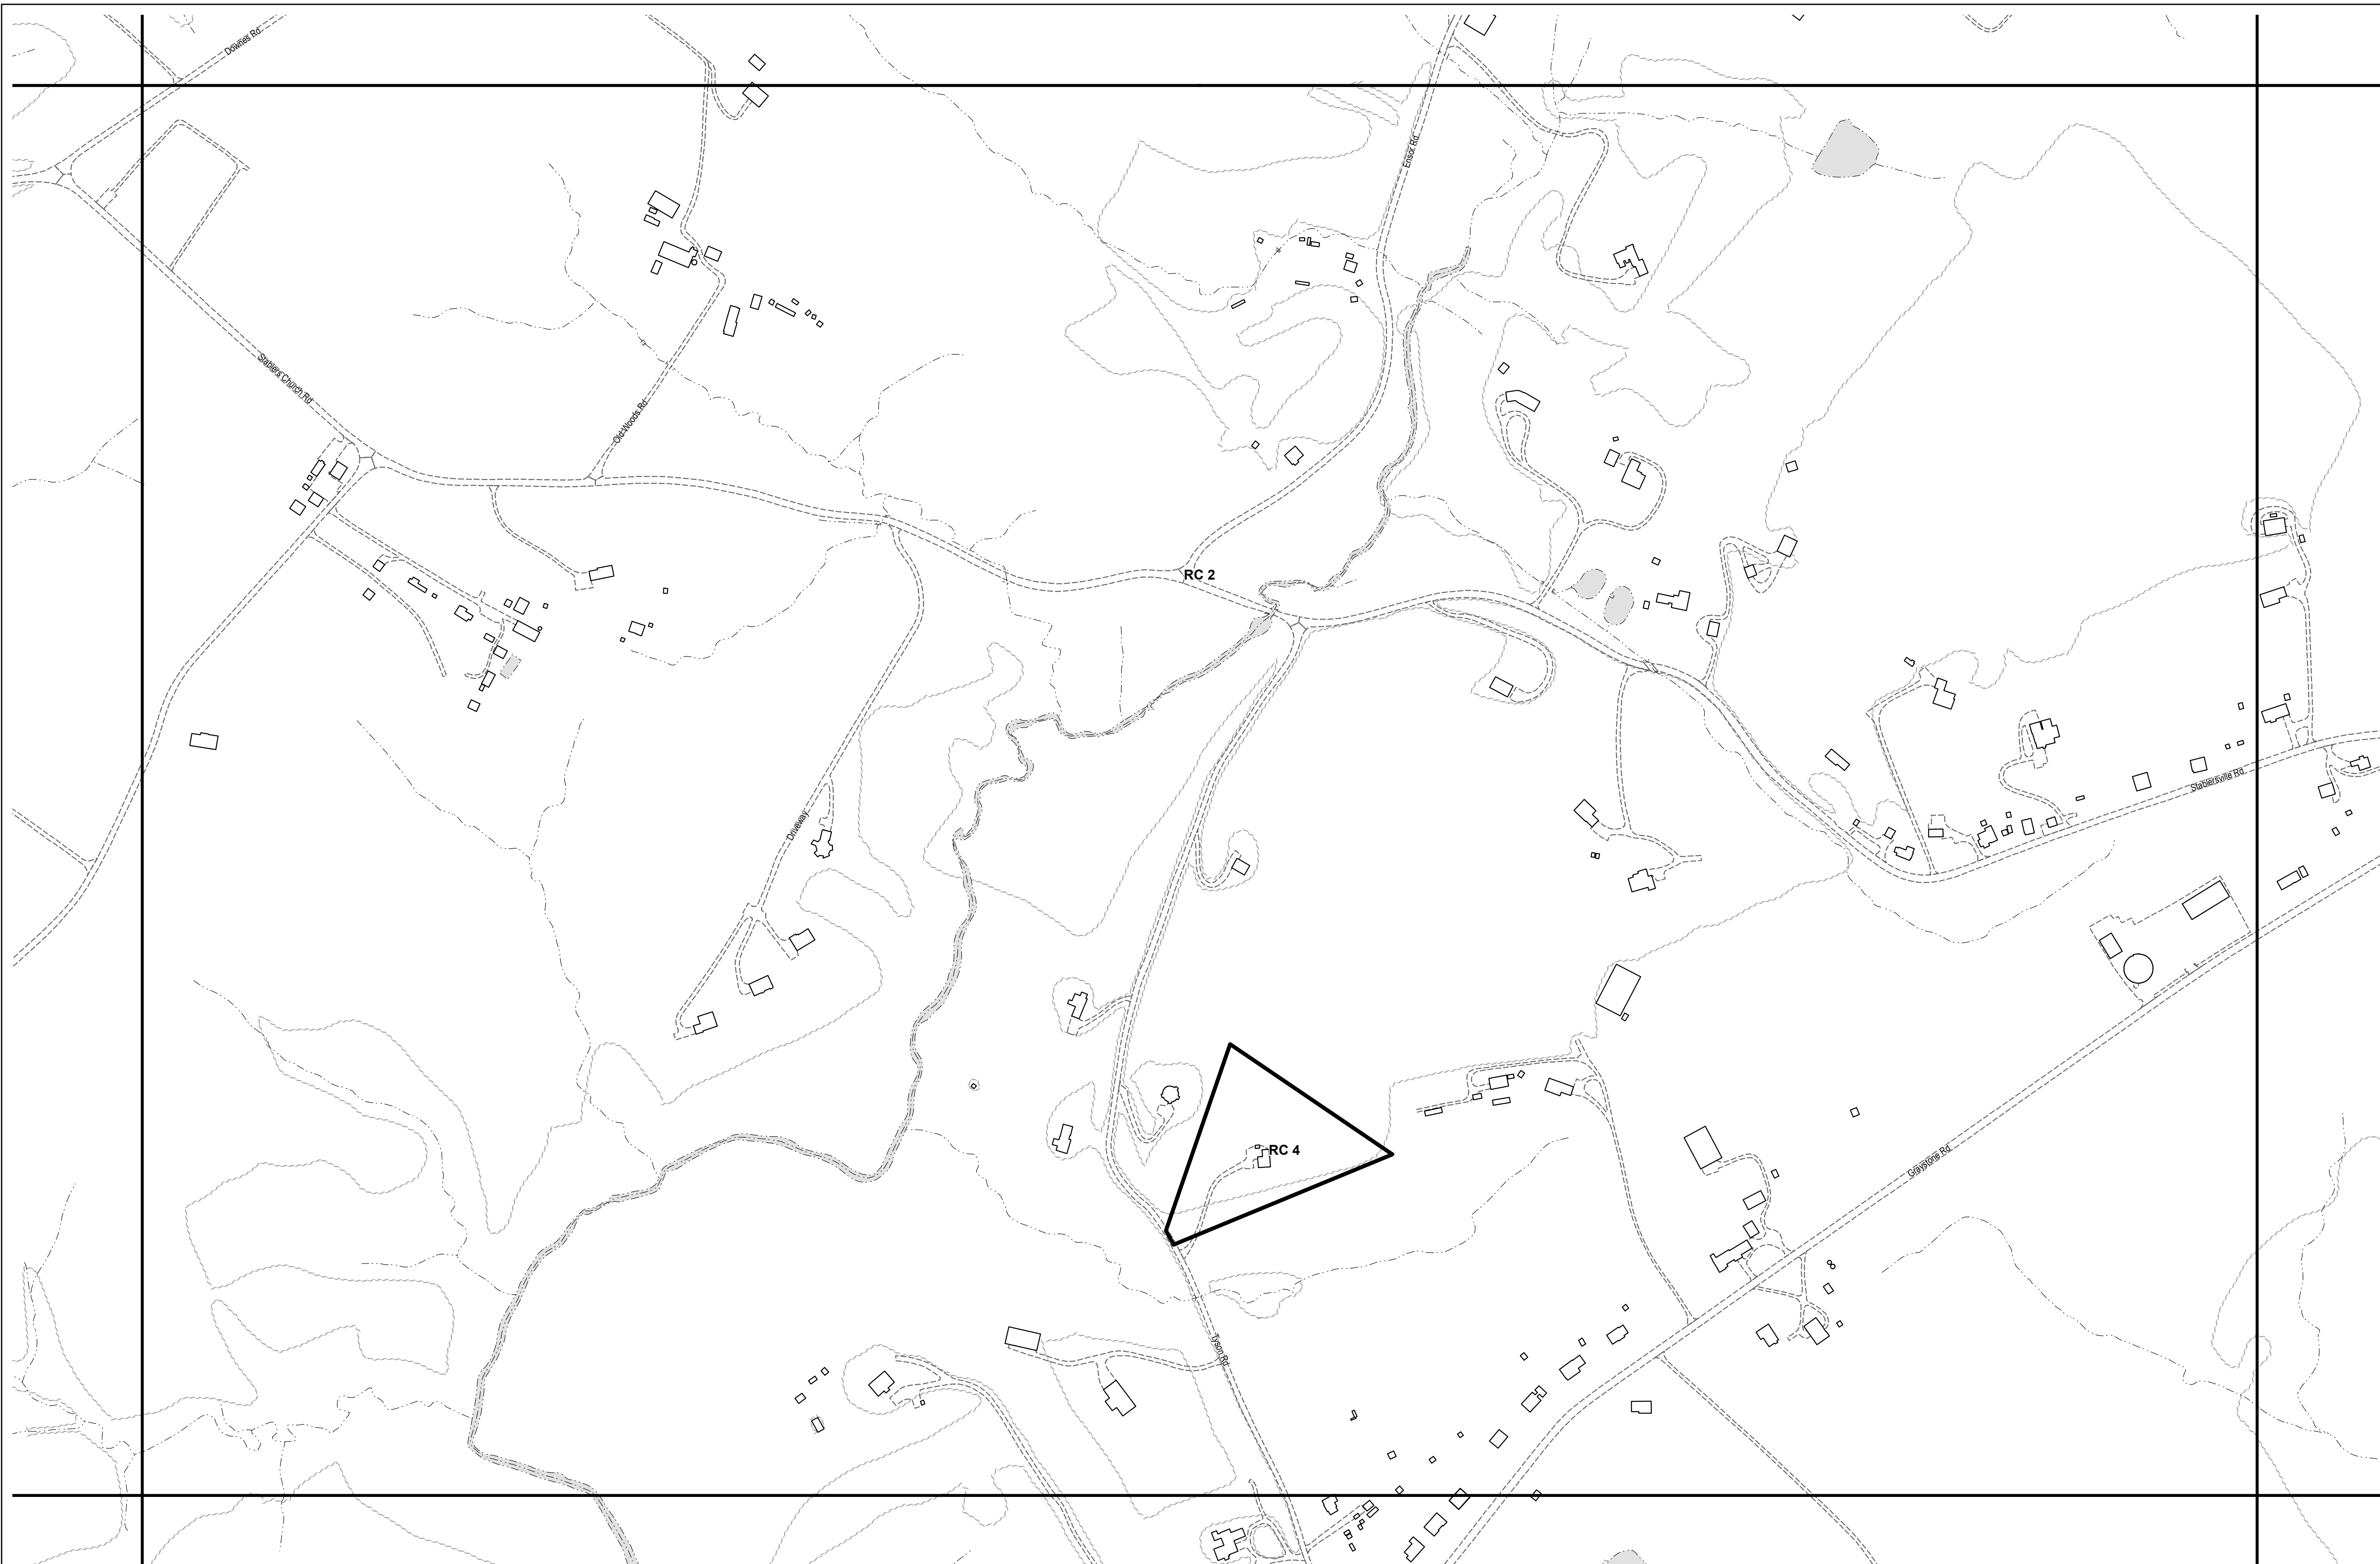 Downes Rd
Ensor Rd
Stablers Church Rd
Old Woods Rd
RC 2
Stablersville Rd
Driveway
RC 4
Graystone Rd
Tyson Rd